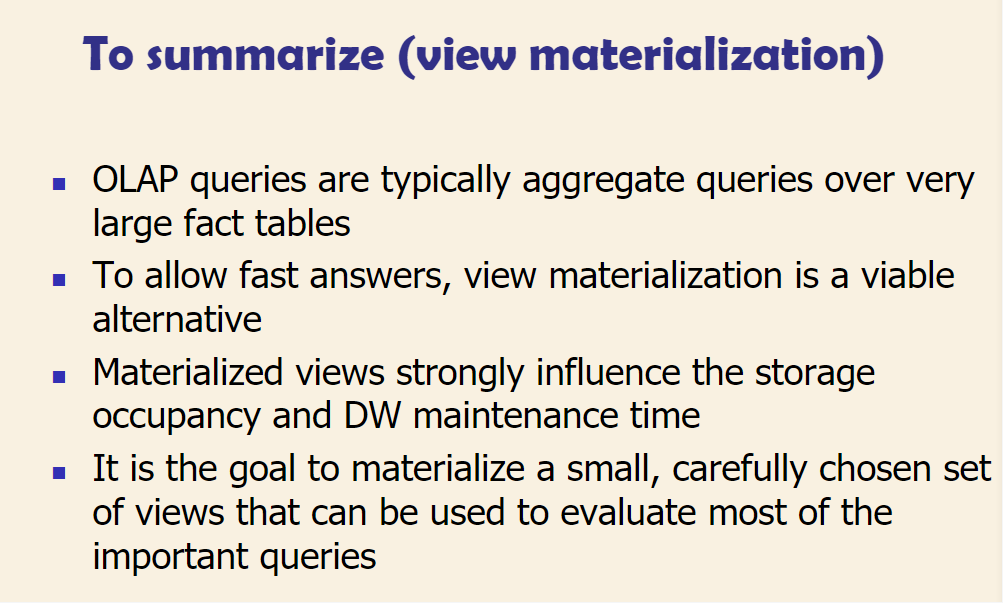 To summarize (view materialization)
OLAP queries are typically aggregate queries over very
large fact tables
To allow fast answers, view materialization is a viable
alternative
Materialized views strongly influence the storage
occupancy and DW maintenance time
It is the goal to materialize a small, carefully chosen set
of views that can be used to evaluate most of the
important queries